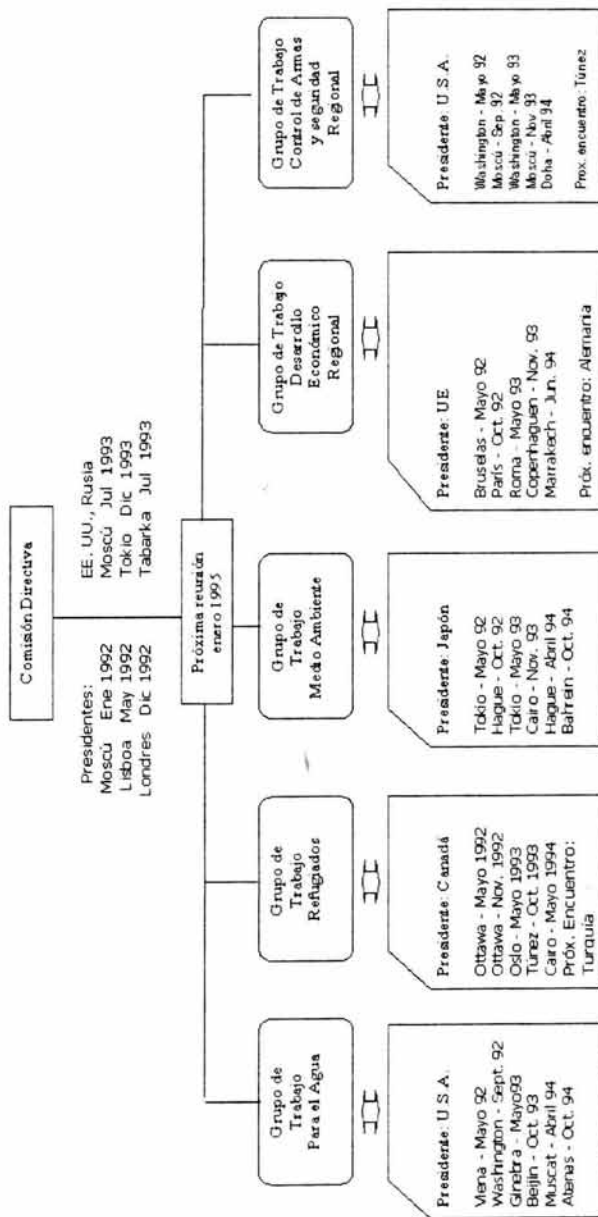 Comisión Directiva
Presidentes:
Moscú Ene 1992
Lisboa May 1992
Londres Dic 1992
EE. UU., Rusia
Moscú Jul 1993
Tokio Dic 1993
Tabarka Jul 1993
Próxima reunión
enero 1995
Grupo de
Trabajo
Para el Agua
Grupo de
Trabajo
Refugiados
Grupo de
Trabajo
Medio Ambiente
Grupo de Trabajo
Desarrollo
Económico
Regional
Grupo de Trabajo
Control de Armas
y seguridad
Regional
Presidente: U.S.A.
Viena - Mayo 92
Washington - Sept. 92
Ginebra - Mayo93
Beijin - Oct. 93
Muscat - Abril 94
Atenas - Oct. 94
Presidente: Canadá
Ottawa - Mayo 1992
Ottawa - Nov. 1992
Oslo - Mayo 1993
Túnez - Oct. 1993
Cairo - Mayo 1994
Próx. Encuentro:
Turquía
Presidente: Japón
Tokio - Mayo 92
Hague - Oct. 92
Tokio - Mayo 93
Cairo - Nov. 93
Hague - Abril 94
Bahrein - Oct. 94
Presidente: UE
Bruselas - Mayo 92
París - Oct. 92
Roma - Mayo 93
Copenhaguen - Nov. 93
Marrakech - Jun. 94
Próx. encuentro: Alemania
Presidente: U.S.A.
Washington - Mayo 92
Moscú - Sep. 92
Washington - Mayo 93
Moscú - Nov. 93
Doha - Abril 94
Prox. encuentro: Túnez